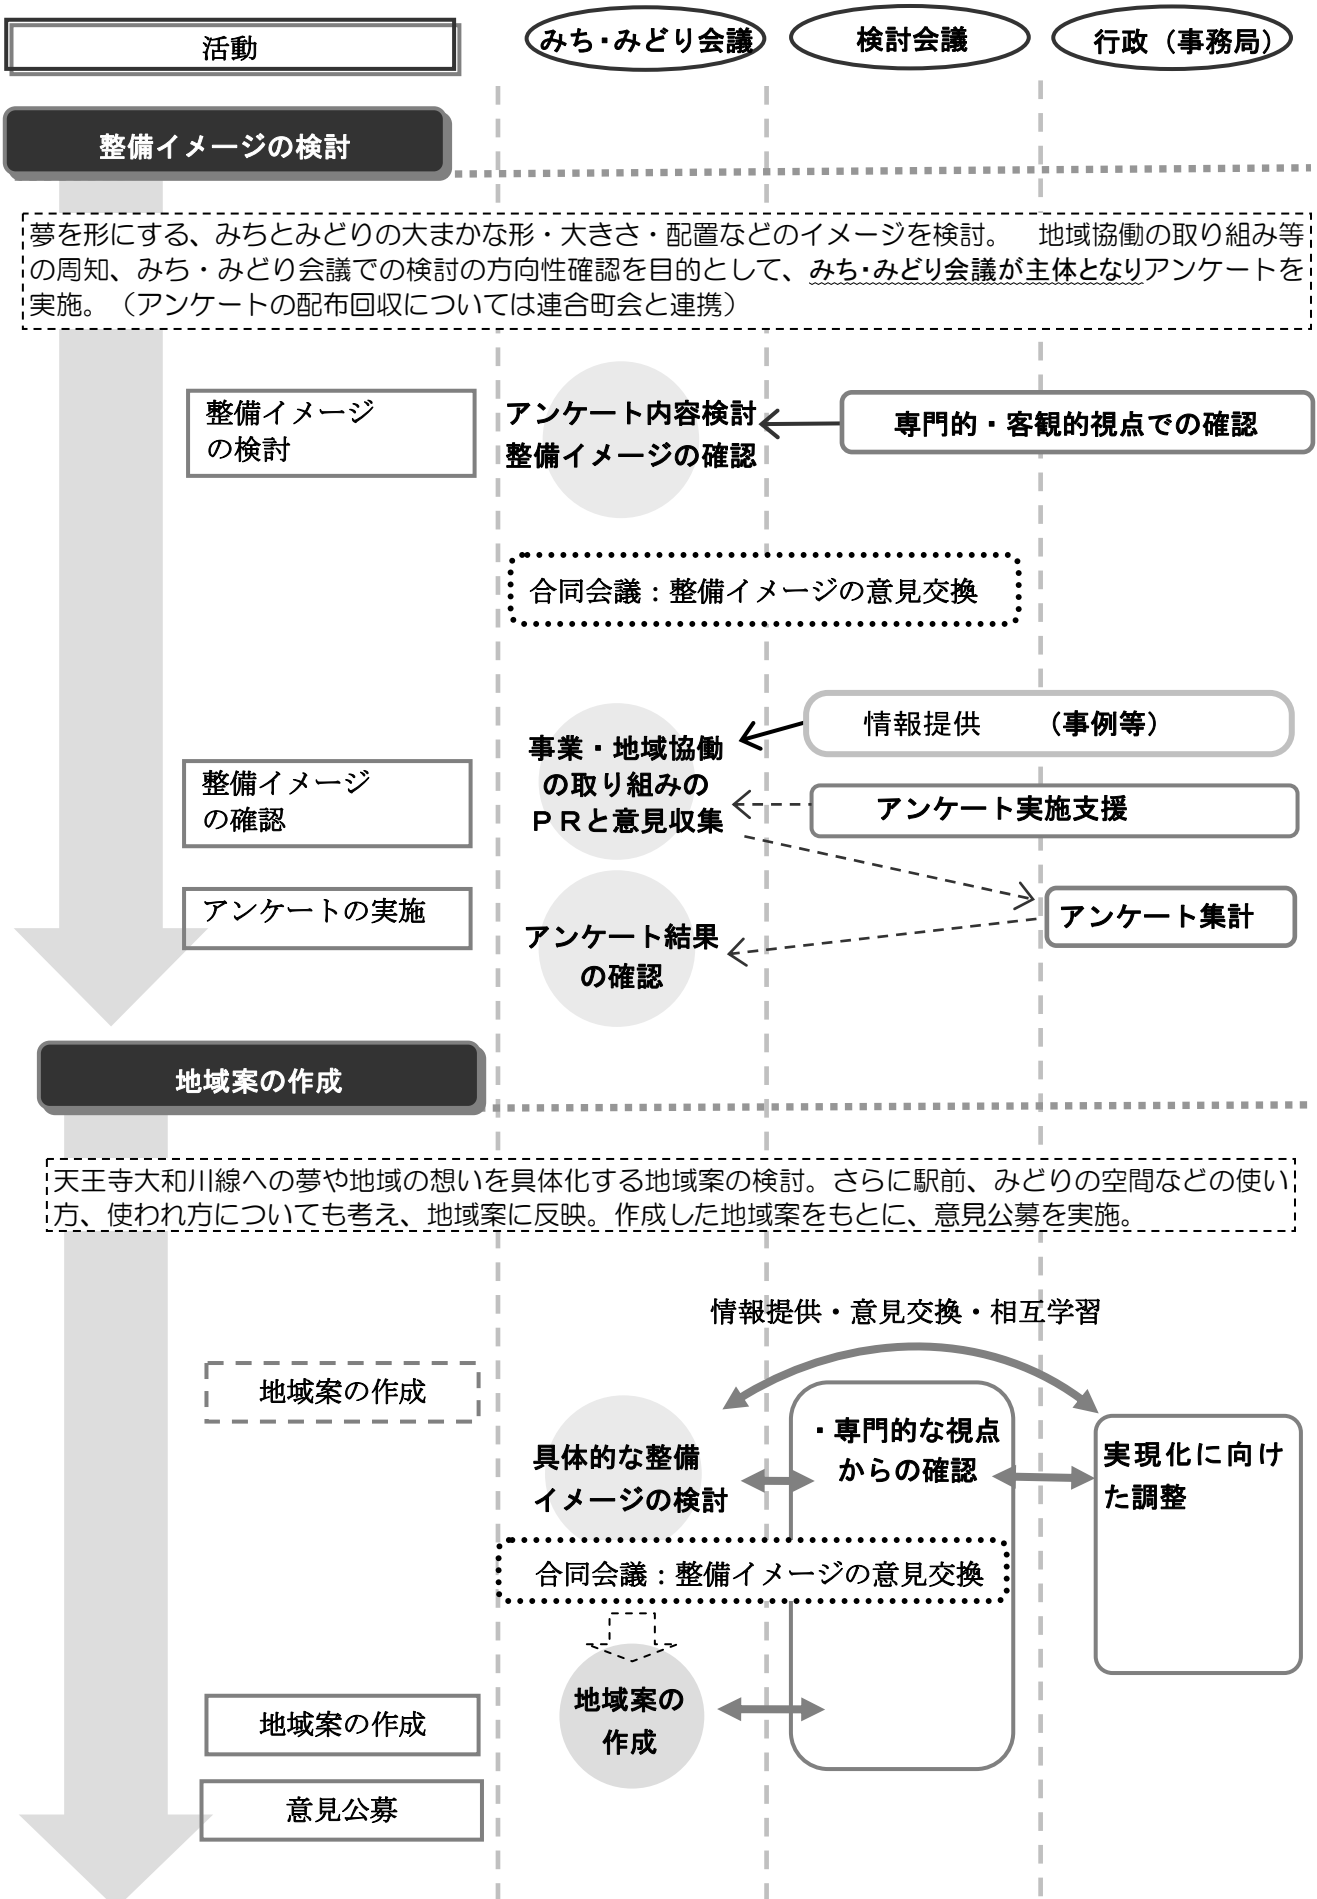 活動
みち・みどり会議
検討会議
行政（事務局）
整備イメージの検討
夢を形にする、みちとみどりの大まかな形・大きさ・配置などのイメージを検討。　地域協働の取り組み等
の周知、みち・みどり会議での検討の方向性確認を目的として、みち・みどり会議が主体となりアンケートを
実施。（アンケートの配布回収については連合町会と連携）
整備イメージ
の検討
アンケート内容検討
整備イメージの確認
専門的・客観的視点での確認
合同会議：整備イメージの意見交換
情報提供　　（事例等）
整備イメージ
の確認
事業・地域協働
の取り組みの
ＰＲと意見収集
アンケート実施支援
アンケートの実施
アンケート結果
の確認
アンケート集計
地域案の作成
天王寺大和川線への夢や地域の想いを具体化する地域案の検討。さらに駅前、みどりの空間などの使い
方、使われ方についても考え、地域案に反映。作成した地域案をもとに、意見公募を実施。
情報提供・意見交換・相互学習
地域案の作成
具体的な整備
イメージの検討
・専門的な視点
からの確認
実現化に向け
た調整
合同会議：整備イメージの意見交換
地域案の作成
地域案の
作成
意見公募